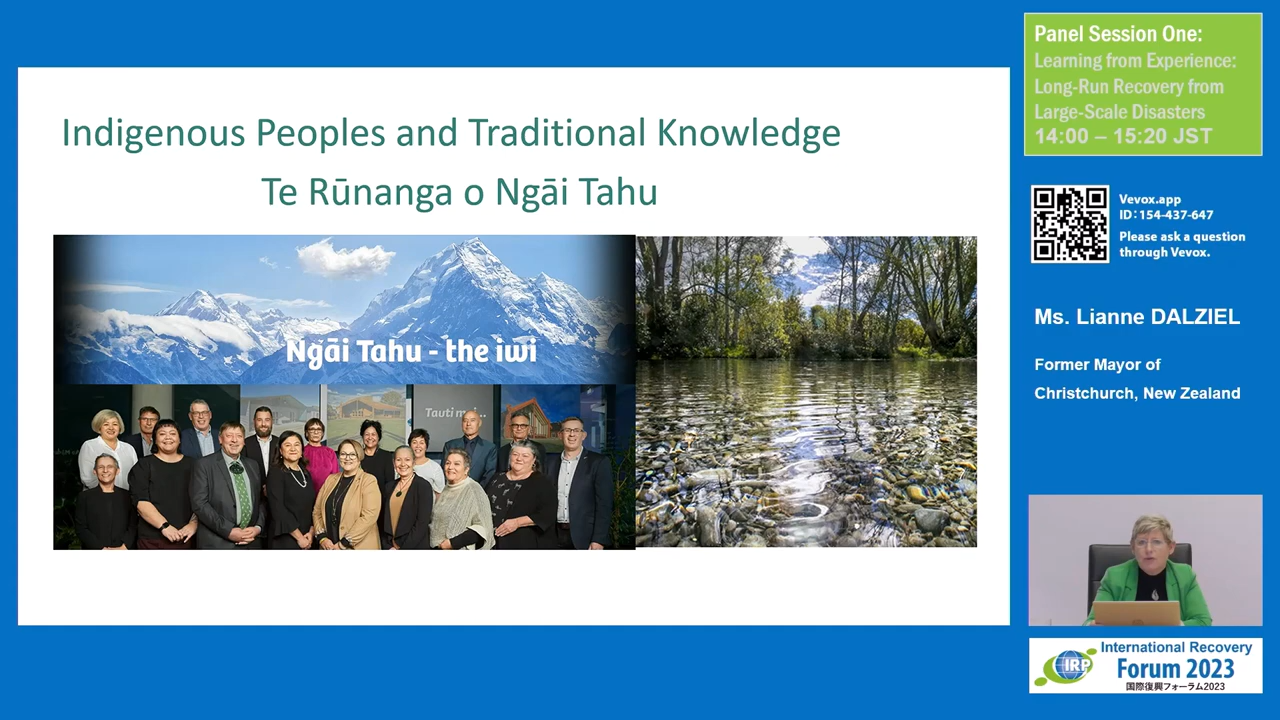 Indigenous Peoples and Traditional Knowledge
Te Rūnanga o Ngāi Tahu
Ngāi Tahu - the iwi
Tauti mai...
Panel Session One:
Learning from Experience:
Long-Run Recovery from
Large-Scale Disasters
14:00 – 15:20 JST
Vevox.app
ID:154-437-647
Please ask a question
through Vevox.
Ms. Lianne DALZIEL
Former Mayor of
Christchurch, New Zealand
IRP
International Recovery
Forum 2023
国際復興フォーラム2023